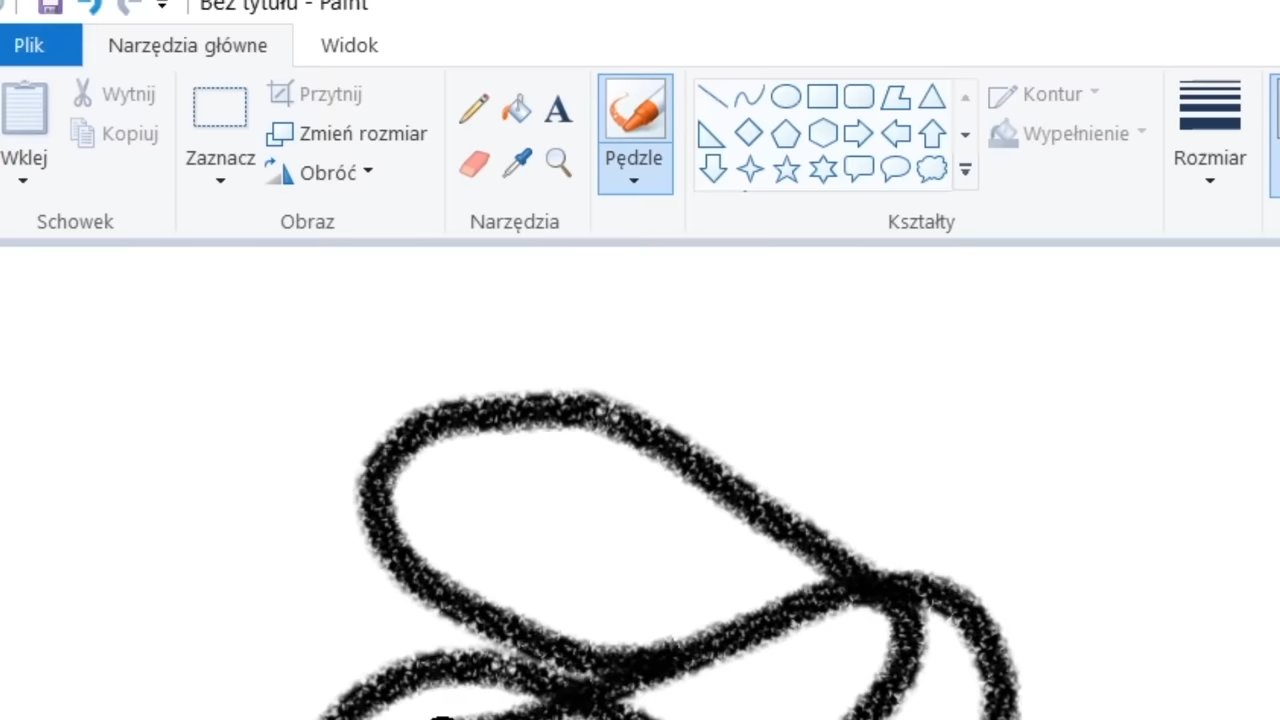 Bez tytułu - Paint
Plik Narzędzia główne Widok
Wklej
Wytnij
Kopiuj
Schowek
Zaznacz
Przytnij
Zmień rozmiar
Obróć
Obraz
A
Narzędzia
Pędzle
Kształty
Kontur
Wypełnienie
Rozmiar